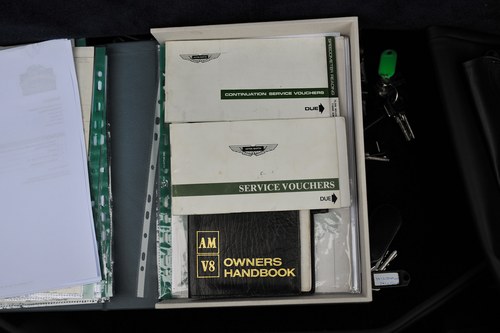 CONTINUATION SERVICE VOUCHERS
DUE
SERVICE VOUCHERS
DUE
AM
V8
OWNERS
HANDBOOK